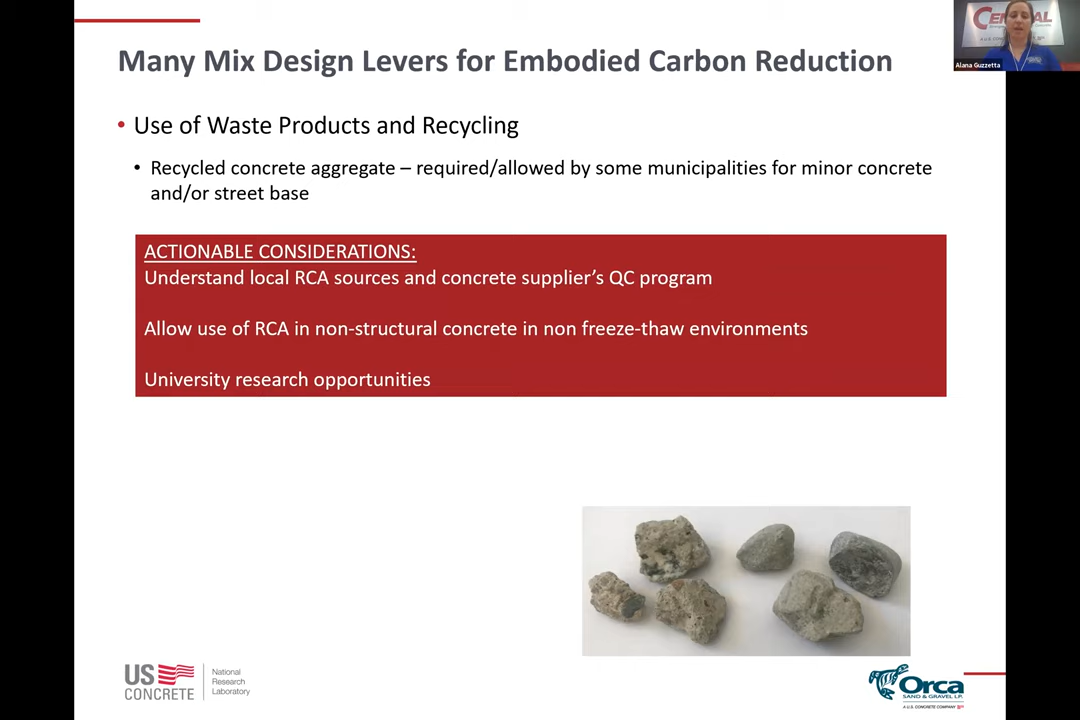 CENTRAL
Alana Guzzetta
Many Mix Design Levers for Embodied Carbon Reduction
• Use of Waste Products and Recycling
• Recycled concrete aggregate – required/allowed by some municipalities for minor concrete
and/or street base
ACTIONABLE CONSIDERATIONS:
Understand local RCA sources and concrete supplier’s QC program
Allow use of RCA in non-structural concrete in non freeze-thaw environments
University research opportunities
US
CONCRETE
National
Research
Laboratory
Orca
SAND & GRAVEL L.P.
A U.S. CONCRETE COMPANY